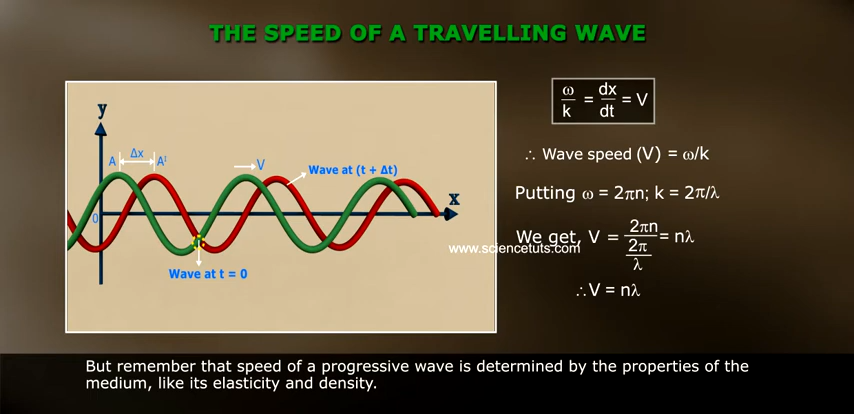 THE SPEED OF A TRAVELLING WAVE
y
A Δx A' V
Wave at (t + Δt)
x
0
Wave at t = 0
ω/k = dx/dt = V
∴ Wave speed (V) = ω/k
Putting ω = 2πn; k = 2π/λ
We get, V = 2πn/(2π/λ) = nλ
www.sciencetuts.com
∴V = nλ
But remember that speed of a progressive wave is determined by the properties of the
medium, like its elasticity and density.